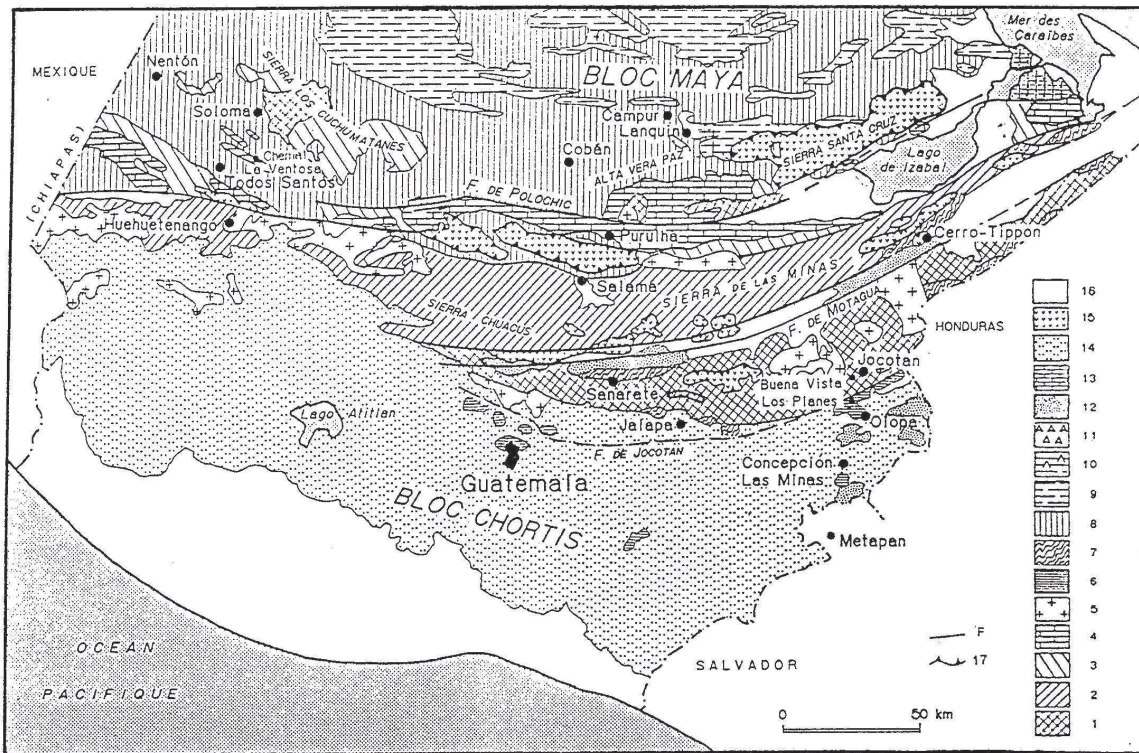 Mer des
Caraibes
MEXIQUE
Nentón
BLOC MAYA
SIERRA LOS CUCHUMATANES
Soloma
Campur
Lanquin
SIERRA SANTA CRUZ
Chemal
La Ventosa
Todos Santos
Cobán
ALTA VERA PAZ
Lago
de Izabal
(CHIAPAS)
F. DE POLOCHIC
Huehuetenango
Purulha
Cerro-Tippon
Salama
SIERRA DE LAS MINAS
SIERRA CHUACUS
F. DE MOTAGUA
HONDURAS
Jocotan
Buena Vista
Los Planes
Sanarate
Lago Atitlan
Jalapa
Olopa
F. DE JOCOTAN
Guatemala
Concepcion
Las Minas
BLOC CHORTIS
Metapan
OCEAN
PACIFIQUE
SALVADOR
0 50 km
16
15
14
13
12
11
10
9
8
7
6
5
4
3
2
1
F
17